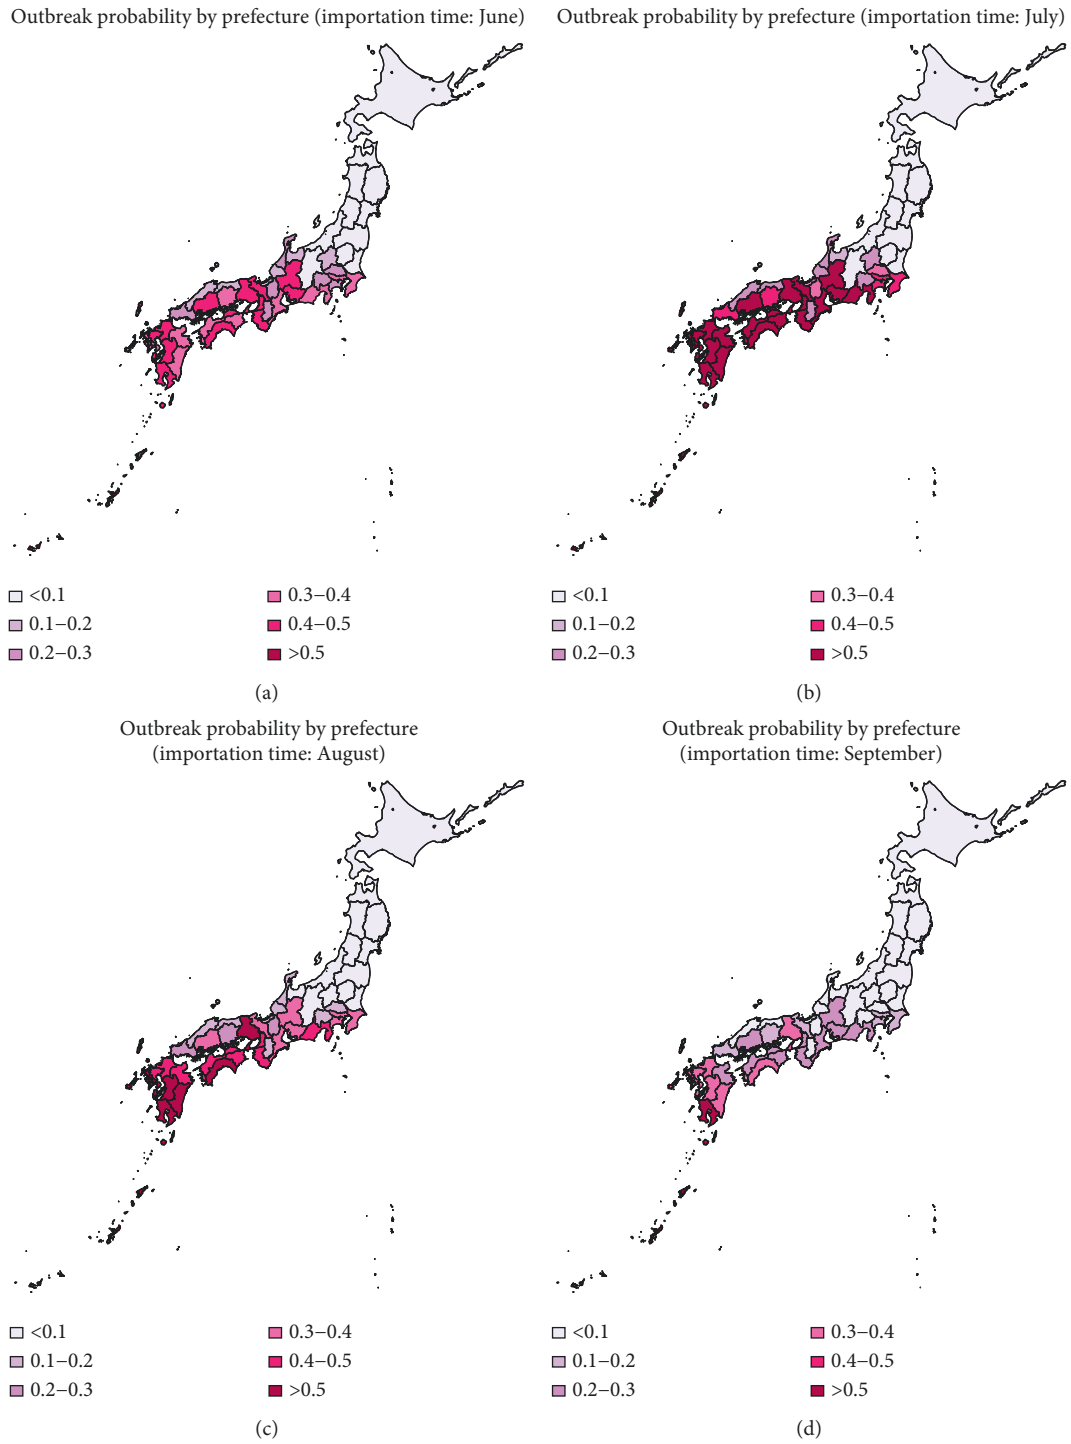 Outbreak probability by prefecture (importation time: June)
Outbreak probability by prefecture (importation time: July)
<0.1
0.1−0.2
0.2−0.3
0.3−0.4
0.4−0.5
>0.5
(a)
<0.1
0.1−0.2
0.2−0.3
0.3−0.4
0.4−0.5
>0.5
(b)
Outbreak probability by prefecture
(importation time: August)
Outbreak probability by prefecture
(importation time: September)
<0.1
0.1−0.2
0.2−0.3
0.3−0.4
0.4−0.5
>0.5
(c)
<0.1
0.1−0.2
0.2−0.3
0.3−0.4
0.4−0.5
>0.5
(d)